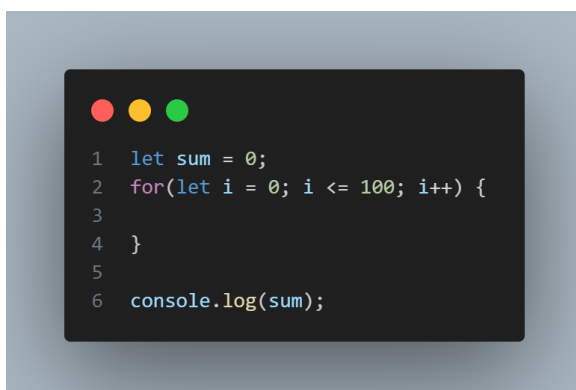 1 let sum = 0;
2 for(let i = 0; i <= 100; i++) {
3
4 }
5
6 console.log(sum);